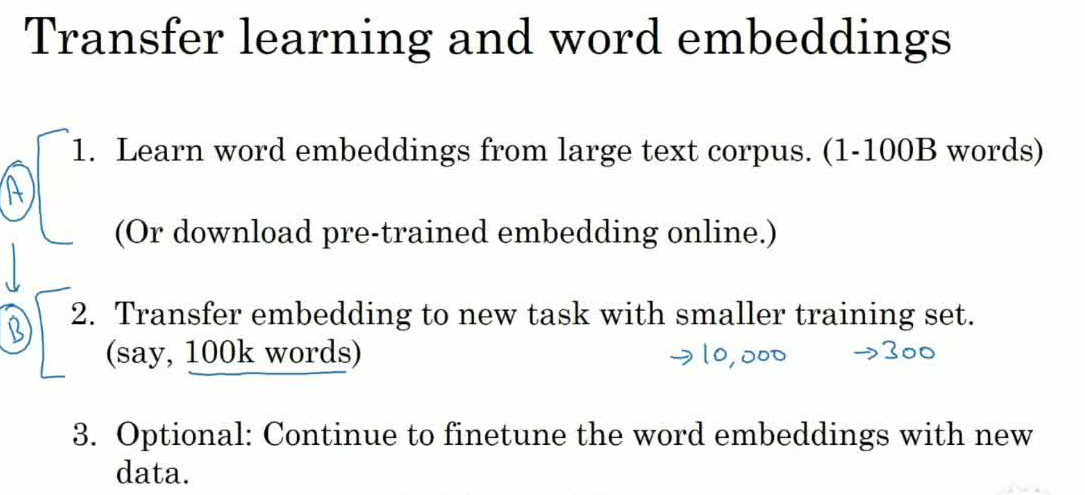 Transfer learning and word embeddings
1. Learn word embeddings from large text corpus. (1-100B words)
A
(Or download pre-trained embedding online.)
2. Transfer embedding to new task with smaller training set.
B
(say, 100k words) → 10,000 → 300
3. Optional: Continue to finetune the word embeddings with new
data.